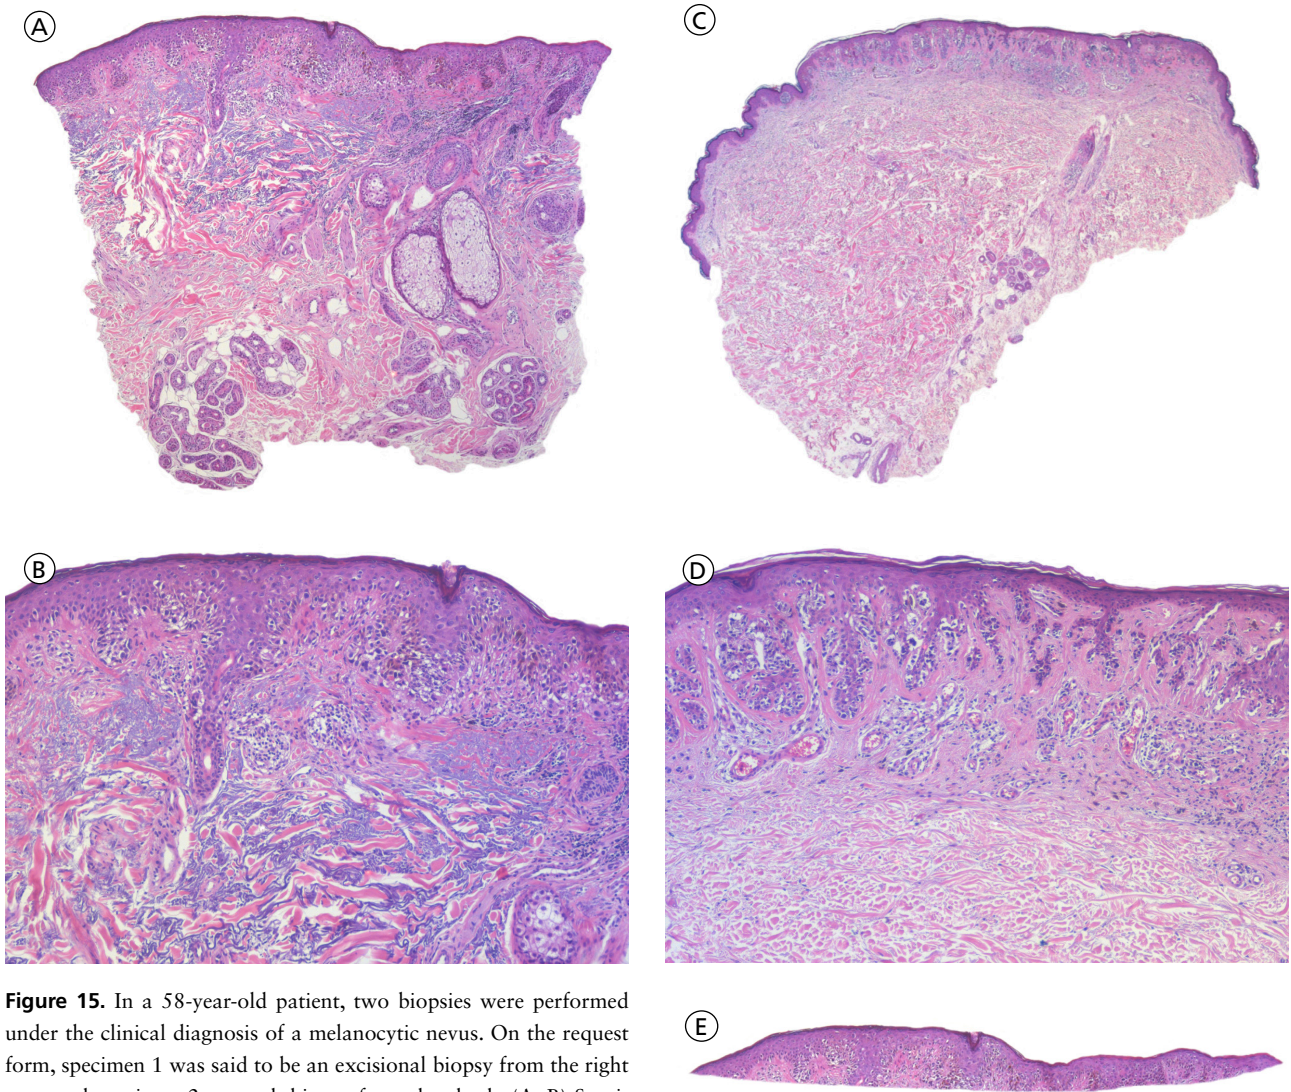 A
C
B
D
Figure 15. In a 58-year-old patient, two biopsies were performed
under the clinical diagnosis of a melanocytic nevus. On the request
form, specimen 1 was said to be an excisional biopsy from the right
E